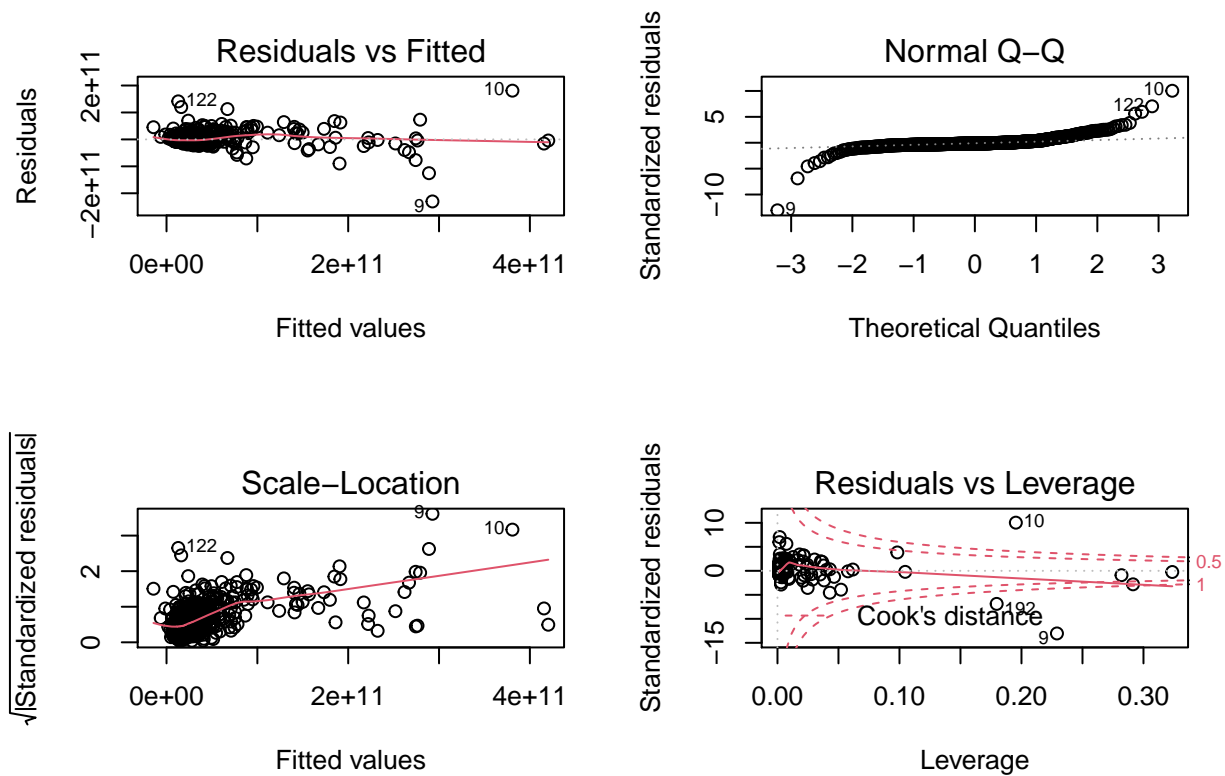 Residuals vs Fitted
Residuals
−2e+11
2e+11
122
10
9
0e+00 2e+11 4e+11
Fitted values
Normal Q−Q
Standardized residuals
−10
5
10
122
9
−3 −2 −1 0 1 2 3
Theoretical Quantiles
Scale−Location
√|Standardized residuals|
0
2
9
10
122
0e+00 2e+11 4e+11
Fitted values
Residuals vs Leverage
Standardized residuals
−15
0
10
10
0.5
1
192
Cook's distance
9
0.00 0.10 0.20 0.30
Leverage